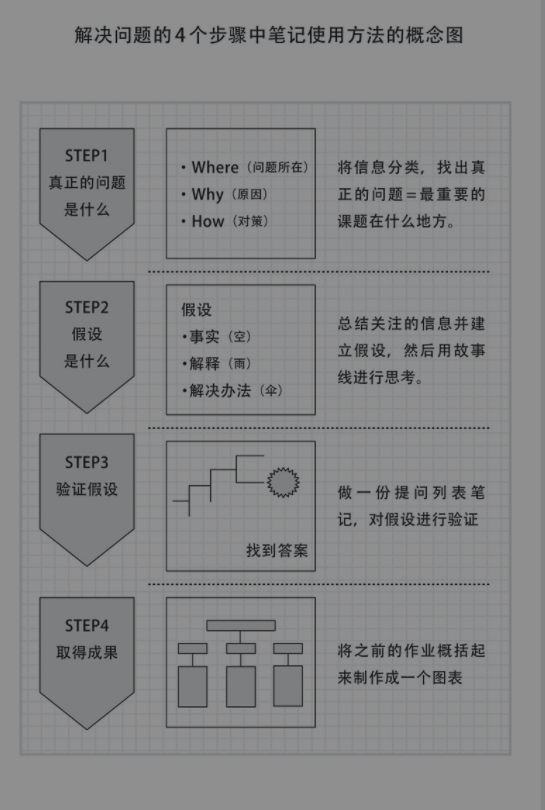 解决问题的4个步骤中笔记使用方法的概念图
STEP1
真正的问题
是什么
・Where（问题所在）
・Why（原因）
・How（对策）
将信息分类，找出真
正的问题＝最重要的
课题在什么地方。
STEP2
假设
是什么
假设
・事实（空）
・解释（雨）
・解决办法（伞）
总结关注的信息并建
立假设，然后用故事
线进行思考。
STEP3
验证假设
找到答案
做一份提问列表笔
记，对假设进行验证
STEP4
取得成果
将之前的作业概括起
来制作成一个图表